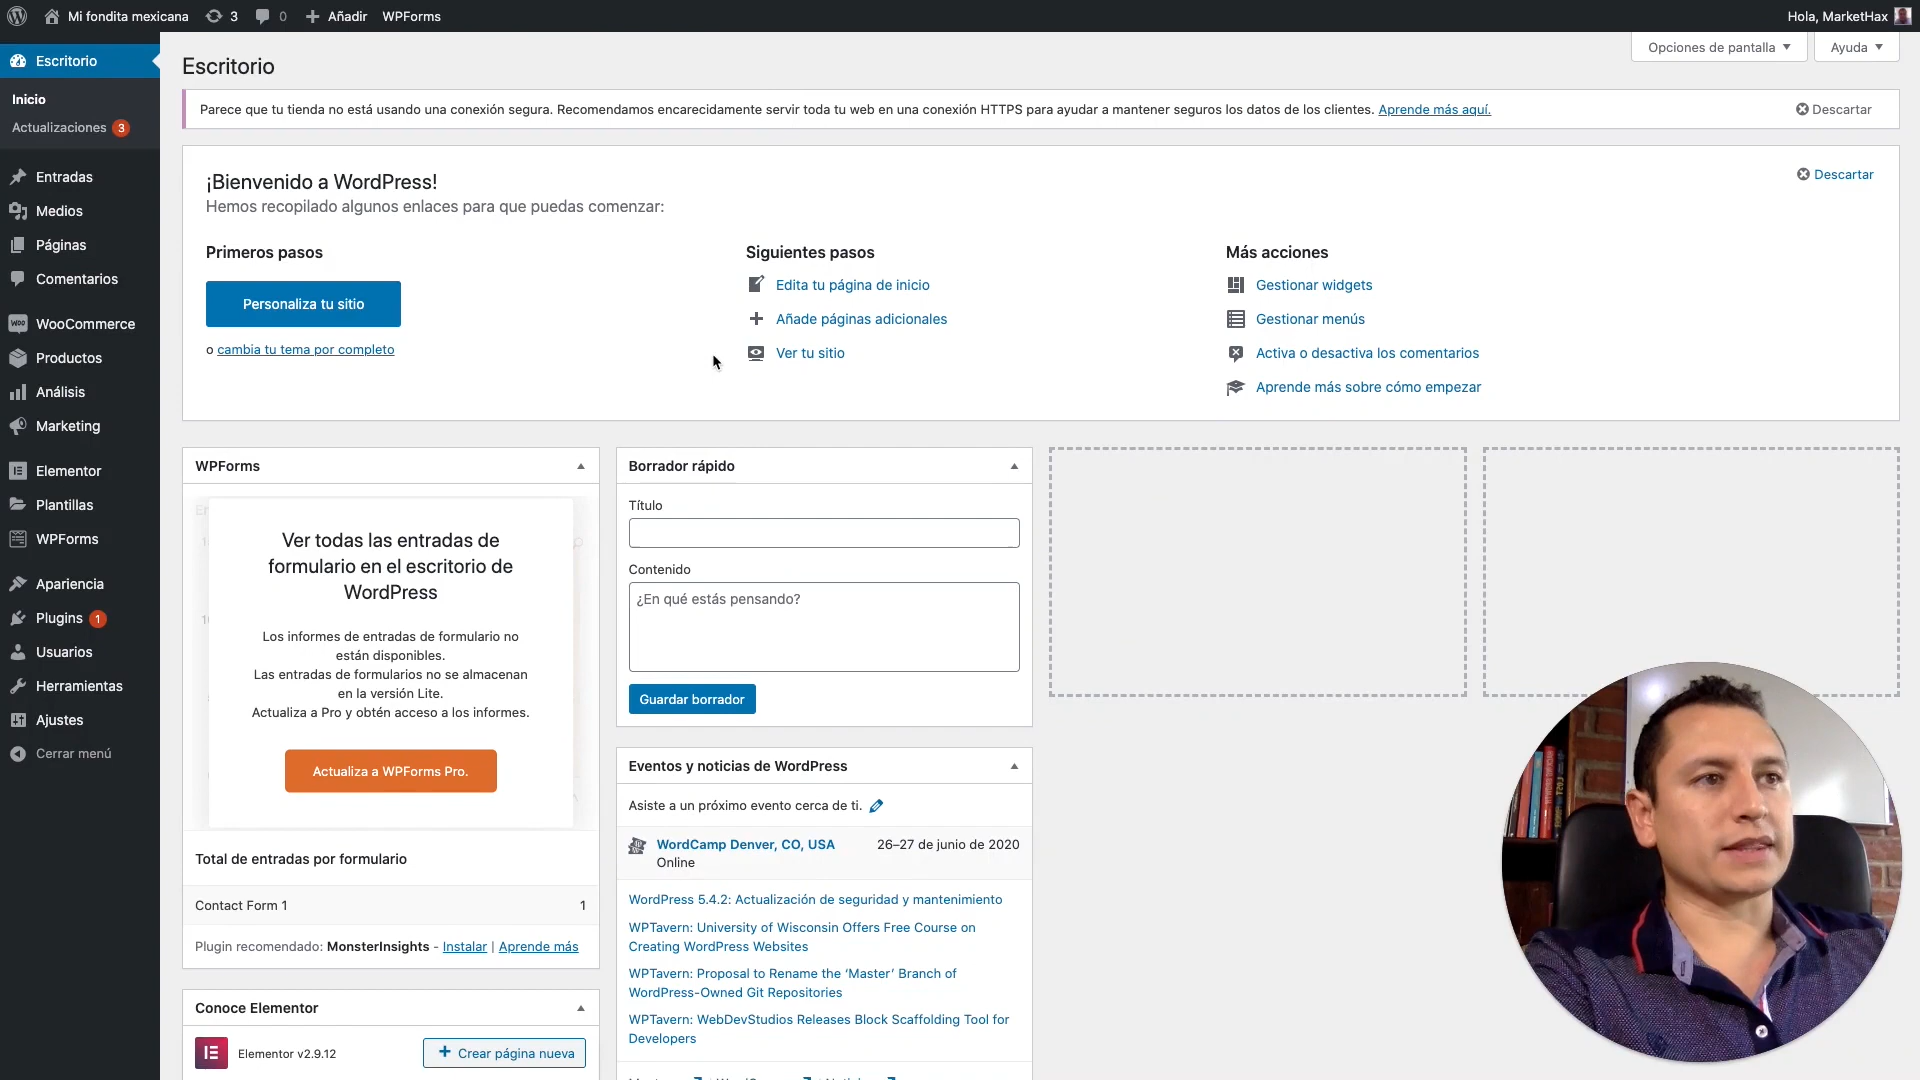 Mi fondita mexicana
3
0
Añadir
WPForms
Hola, MarketHax
Escritorio
Inicio
Actualizaciones 3
Entradas
Medios
Páginas
Comentarios
WooCommerce
Productos
Análisis
Marketing
Elementor
Plantillas
WPForms
Apariencia
Plugins 1
Usuarios
Herramientas
Ajustes
Cerrar menú
Opciones de pantalla
Ayuda
Escritorio
Parece que tu tienda no está usando una conexión segura. Recomendamos encarecidamente servir toda tu web en una conexión HTTPS para ayudar a mantener seguros los datos de los clientes. Aprende más aquí.
Descartar
¡Bienvenido a WordPress!
Descartar
Hemos recopilado algunos enlaces para que puedas comenzar:
Primeros pasos
Personaliza tu sitio
o cambia tu tema por completo
Siguientes pasos
Edita tu página de inicio
Añade páginas adicionales
Ver tu sitio
Más acciones
Gestionar widgets
Gestionar menús
Activa o desactiva los comentarios
Aprende más sobre cómo empezar
WPForms
Ver todas las entradas de
formulario en el escritorio de
WordPress
Los informes de entradas de formulario no
están disponibles.
Las entradas de formularios no se almacenan
en la versión Lite.
Actualiza a Pro y obtén acceso a los informes.
Actualiza a WPForms Pro.
Total de entradas por formulario
Contact Form 1
1
Plugin recomendado: MonsterInsights - Instalar | Aprende más
Conoce Elementor
Elementor v2.9.12
Crear página nueva
Borrador rápido
Título
Contenido
¿En qué estás pensando?
Guardar borrador
Eventos y noticias de WordPress
Asiste a un próximo evento cerca de ti.
WordCamp Denver, CO, USA
26–27 de junio de 2020
Online
WordPress 5.4.2: Actualización de seguridad y mantenimiento
WPTavern: University of Wisconsin Offers Free Course on
Creating WordPress Websites
WPTavern: Proposal to Rename the ‘Master’ Branch of
WordPress-Owned Git Repositories
WPTavern: WebDevStudios Releases Block Scaffolding Tool for
Developers